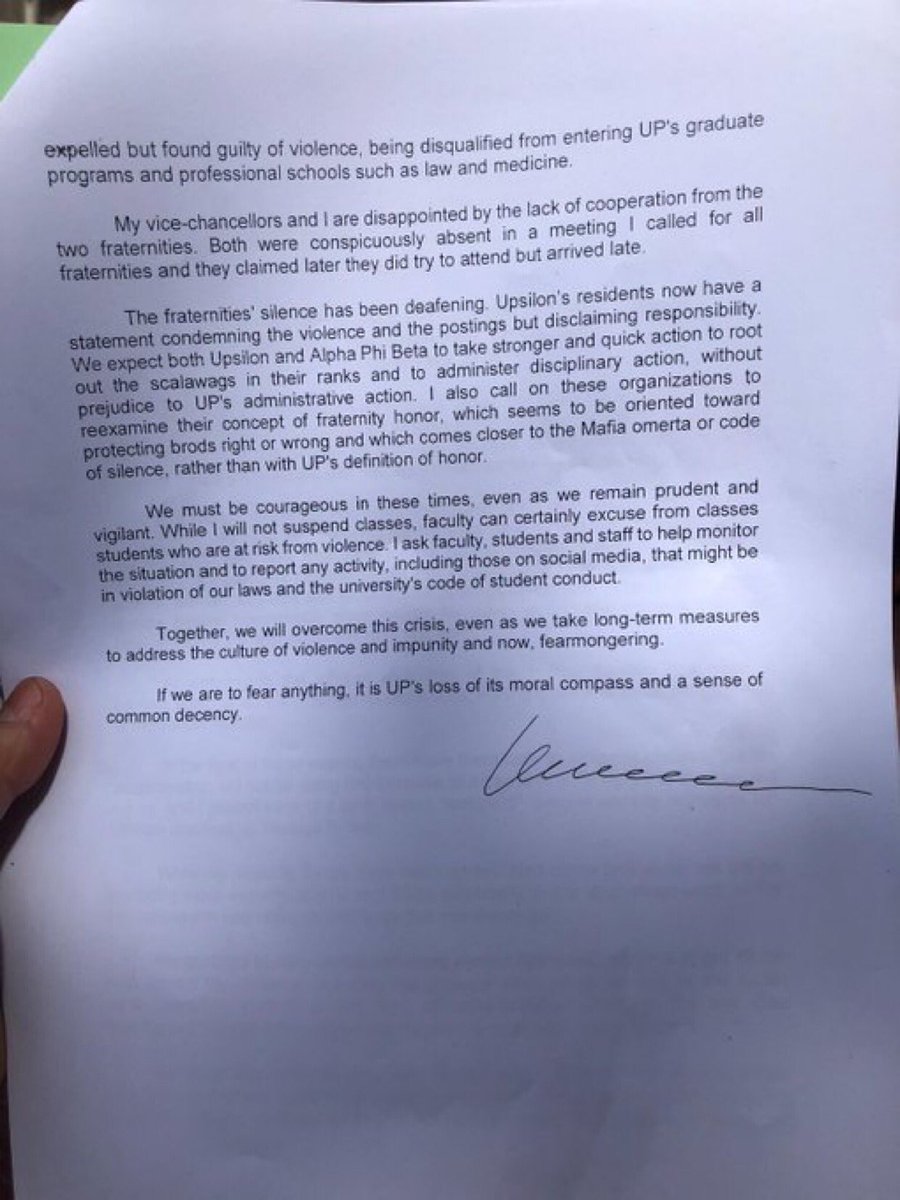 expelled but found guilty of violence, being disqualified from entering UP's graduate
programs and professional schools such as law and medicine.
My vice-chancellors and I are disappointed by the lack of cooperation from the
two fraternities. Both were conspicuously absent in a meeting I called for all
fraternities and they claimed later they did try to attend but arrived late.
The fraternities' silence has been deafening. Upsilon's residents now have a
statement condemning the violence and the postings but disclaiming responsibility.
We expect both Upsilon and Alpha Phi Beta to take stronger and quick action to root
out the scalawags in their ranks and to administer disciplinary action, without
prejudice to UP's administrative action. I also call on these organizations to
reexamine their concept of fraternity honor, which seems to be oriented toward
protecting brods right or wrong and which comes closer to the Mafia omerta or code
of silence, rather than with UP's definition of honor.
We must be courageous in these times, even as we remain prudent and
vigilant. While I will not suspend classes, faculty can certainly excuse from classes
students who are at risk from violence. I ask faculty, students and staff to help monitor
the situation and to report any activity, including those on social media, that might be
in violation of our laws and the university's code of student conduct.
Together, we will overcome this crisis, even as we take long-term measures
to address the culture of violence and impunity and now, fearmongering.
If we are to fear anything, it is UP's loss of its moral compass and a sense of
common decency.